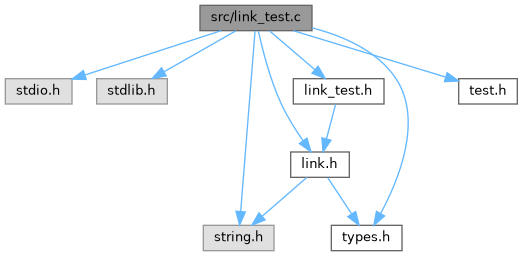 src/link_test.c
stdio.h
stdlib.h
link_test.h
test.h
link.h
string.h
types.h